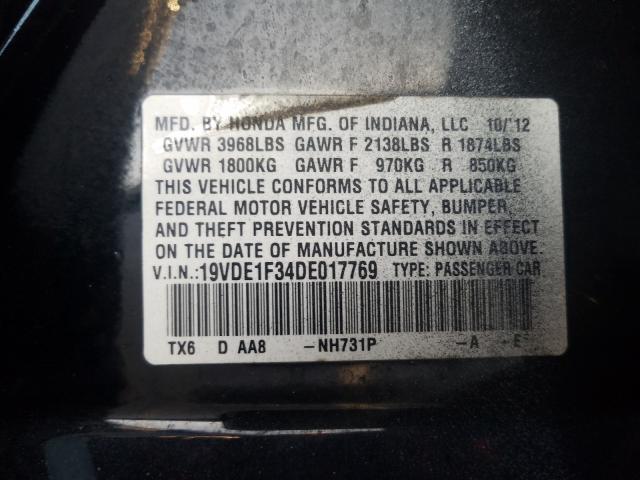 MFD. BY HONDA MFG. OF INDIANA, LLC 10/'12
GVWR 3968LBS GAWR F 2138LBS R 1874LBS
GVWR 1800KG GAWR F 970KG R 850KG
THIS VEHICLE CONFORMS TO ALL APPLICABLE
FEDERAL MOTOR VEHICLE SAFETY, BUMPER,
AND THEFT PREVENTION STANDARDS IN EFFECT
ON THE DATE OF MANUFACTURE SHOWN ABOVE.
V.I.N.:19VDE1F34DE017769 TYPE: PASSENGER CAR
TX6 D AA8 -NH731P -A -E